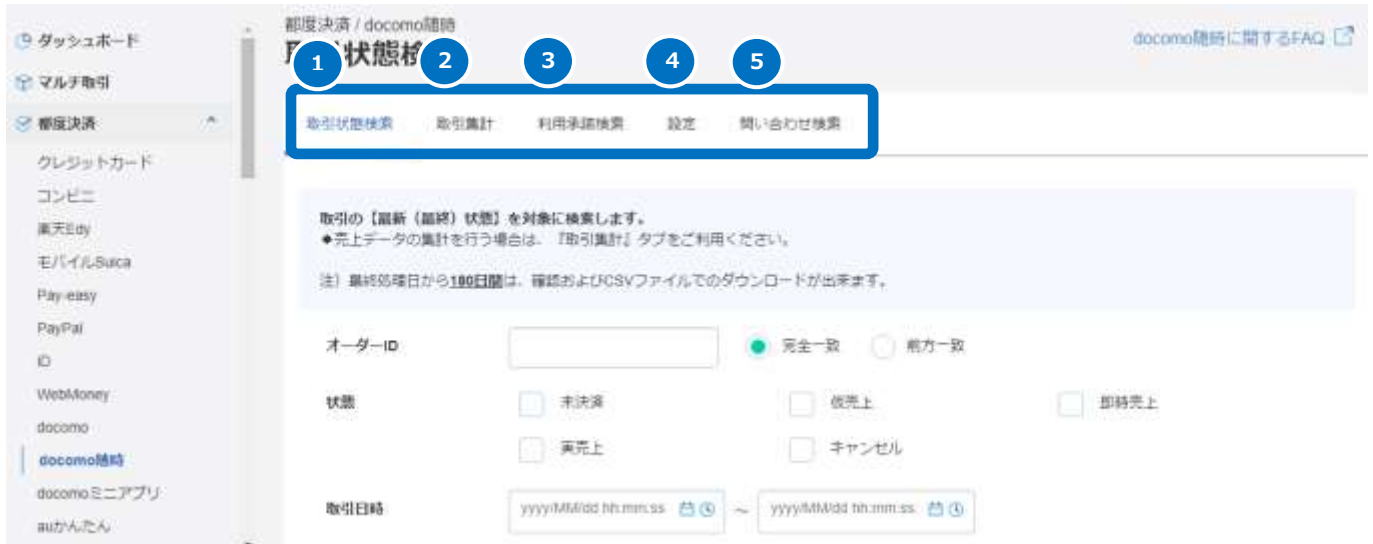 ダッシュボード
マルチ取引
都度決済
クレジットカード
コンビニ
楽天Edy
モバイルSuica
Pay-easy
PayPal
iD
WebMoney
docomo
docomo随時
docomoミニアプリ
auかんたん
都度決済 / docomo随時
状態検
docomo随時に関するFAQ
1
2
3
4
5
取引状態検索 取引集計 利用承諾検索 設定 問い合わせ検索
取引の【最新（最終）状態】を対象に検索します。
◆売上データの集計を行う場合は、『取引集計』タブをご利用ください。
注）最終処理日から180日間は、確認およびCSVファイルでのダウンロードが出来ます。
オーダーID 完全一致 前方一致
状態 未決済 仮売上 即時売上
実売上 キャンセル
取引日時 yyyy/MM/dd hh:mm:ss ～ yyyy/MM/dd hh:mm:ss